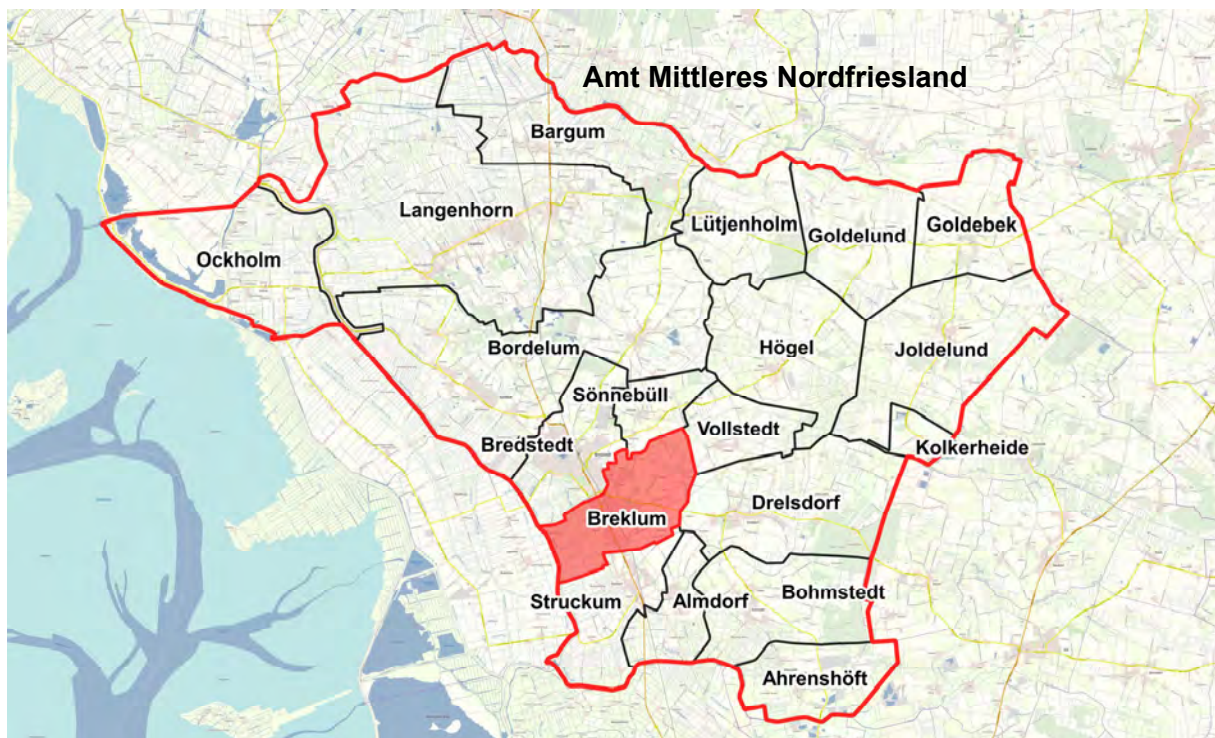 Amt Mittleres Nordfriesland
Bargum
Langenhorn
Lütjenholm
Goldelund
Goldebek
Ockholm
Bordelum
Högel
Joldelund
Sönnebüll
Bredstedt
Vollstedt
Kolkerheide
Breklum
Drelsdorf
Struckum
Almdorf
Bohmstedt
Ahrenshöft